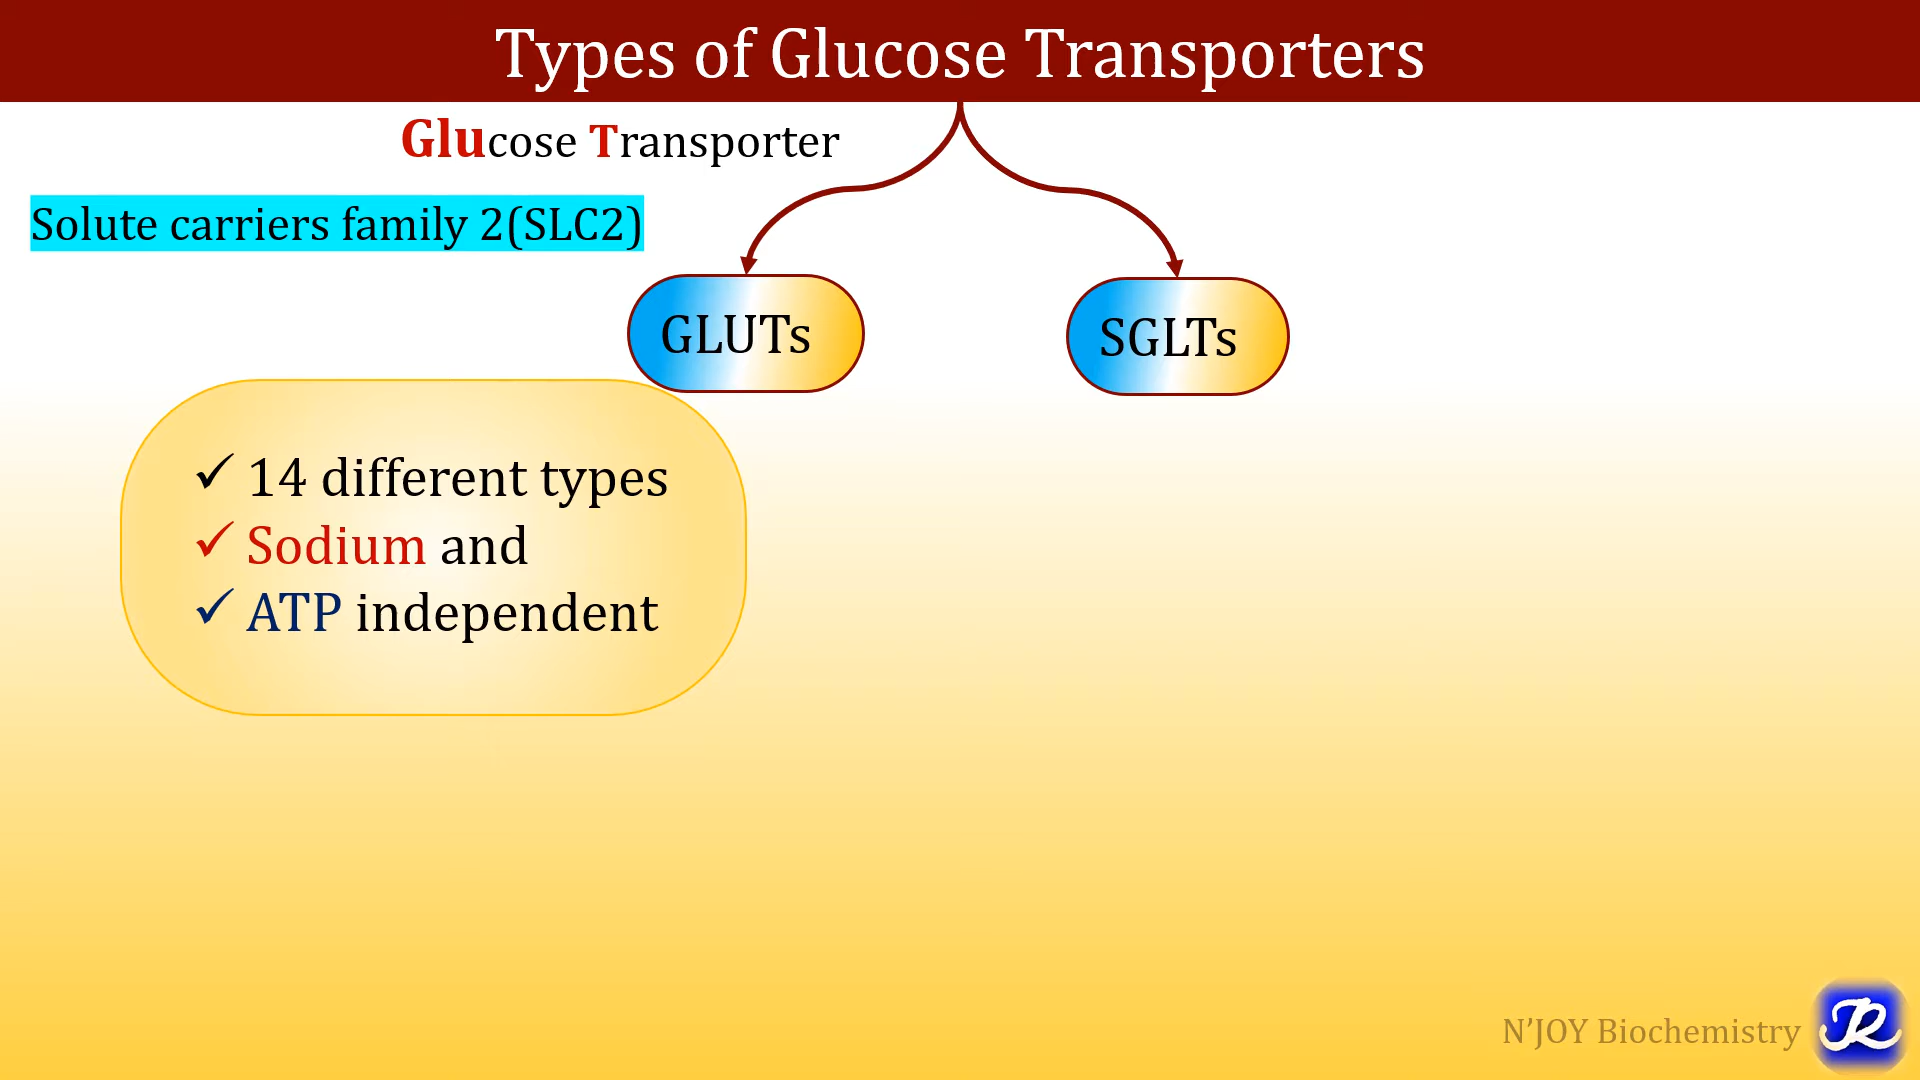 Types of Glucose Transporters
Glucose Transporter
Solute carriers family 2(SLC2)
GLUTs
SGLTs
✓ 14 different types
✓ Sodium and
✓ ATP independent
N’JOY Biochemistry